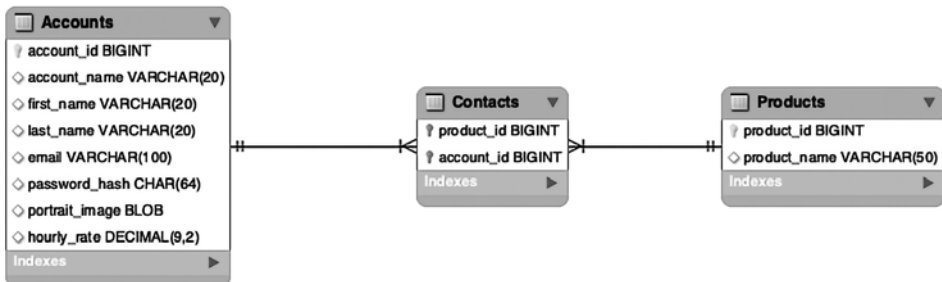 Accounts
account_id BIGINT
account_name VARCHAR(20)
first_name VARCHAR(20)
last_name VARCHAR(20)
email VARCHAR(100)
password_hash CHAR(64)
portrait_image BLOB
hourly_rate DECIMAL(9,2)
Indexes
Contacts
product_id BIGINT
account_id BIGINT
Indexes
Products
product_id BIGINT
product_name VARCHAR(50)
Indexes